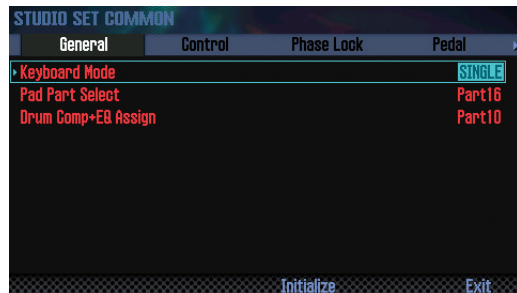 STUDIO SET COMMON
General Control Phase Lock Pedal
Keyboard Mode SINGLE
Pad Part Select Part16
Drum Comp+EQ Assign Part10
Initialize Exit